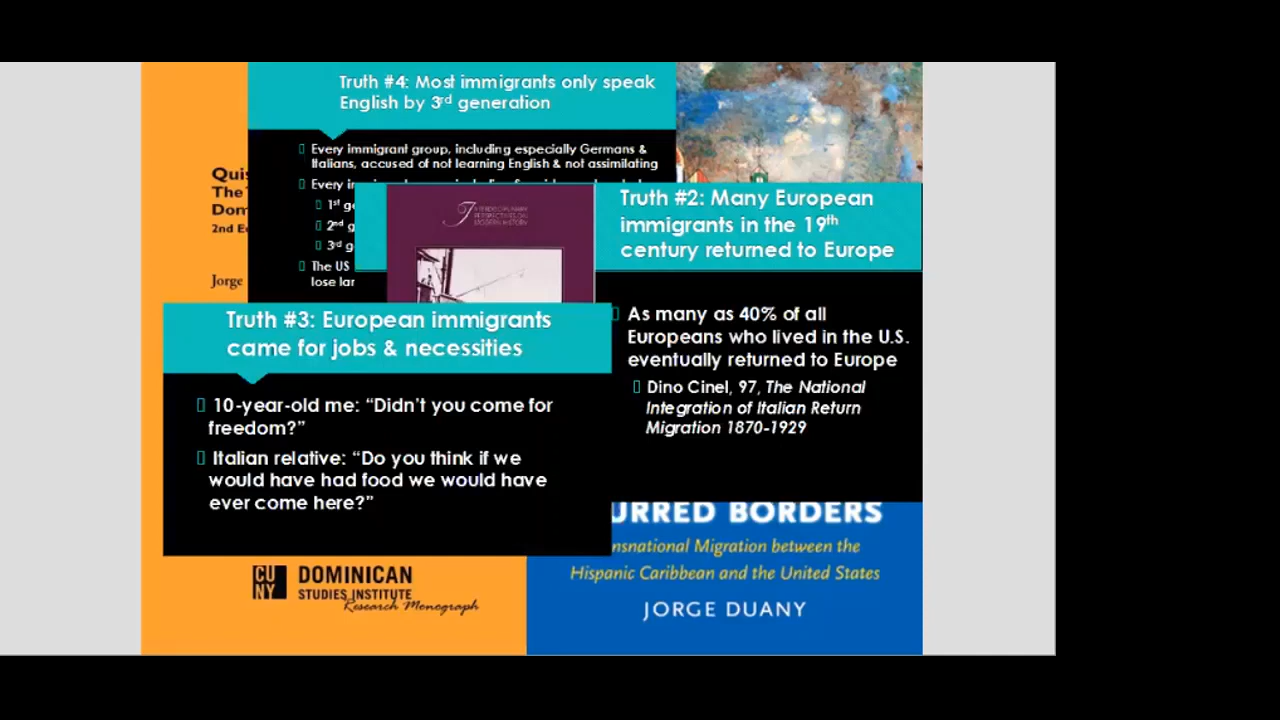 Truth #4: Most immigrants only speak
English by 3rd generation
Every immigrant group, including especially Germans &
Italians, accused of not learning English & not assimilating
Every
1st
2nd
3rd
The US
lose
The
2nd
Jorge
INTERDISCIPLINARY
PERSPECTIVES ON
MODERN HISTORY
Truth #2: Many European
immigrants in the 19th
century returned to Europe
As many as 40% of all
Europeans who lived in the U.S.
eventually returned to Europe
Dino Cinel, 97, The National
Integration of Italian Return
Migration 1870-1929
Truth #3: European immigrants
came for jobs & necessities
10-year-old me: “Didn’t you come for
freedom?”
Italian relative: “Do you think if we
would have had food we would have
ever come here?”
CU
NY
DOMINICAN
STUDIES INSTITUTE
Research Monograph
URRED BORDERS
nsnational Migration between the
Hispanic Caribbean and the United States
JORGE DUANY